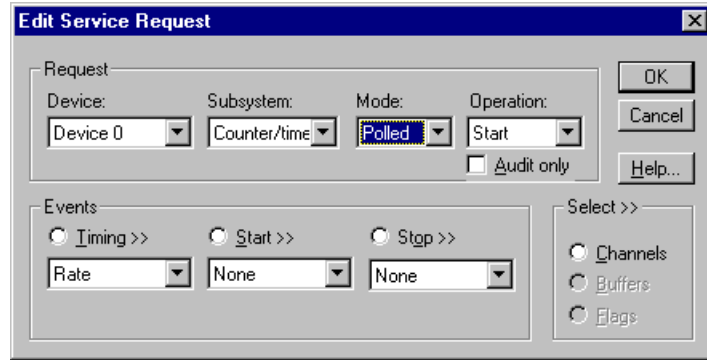 Edit Service Request
Request
Device: Subsystem: Mode: Operation:
Device 0 Counter/time Polled Start
Audit only
OK
Cancel
Help...
Events
Timing >> Start >> Stop >>
Rate None None
Select >>
Channels
Buffers
Flags